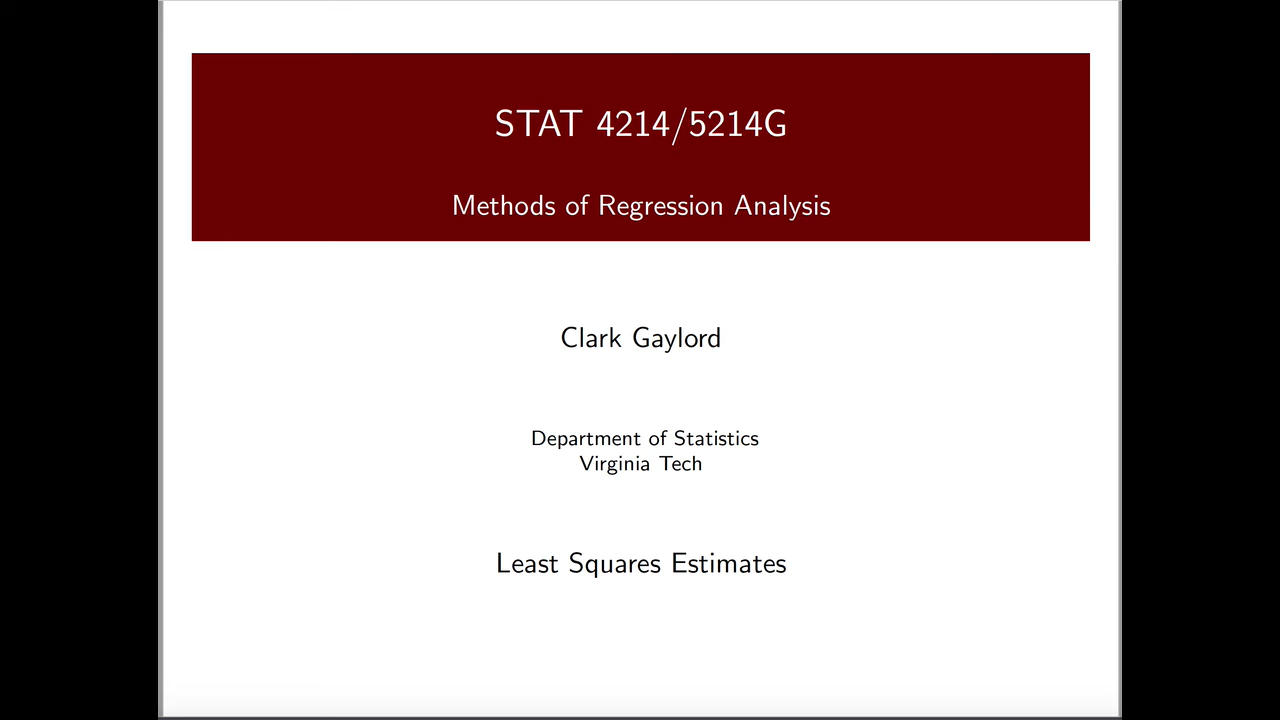 STAT 4214/5214G
Methods of Regression Analysis
Clark Gaylord
Department of Statistics
Virginia Tech
Least Squares Estimates